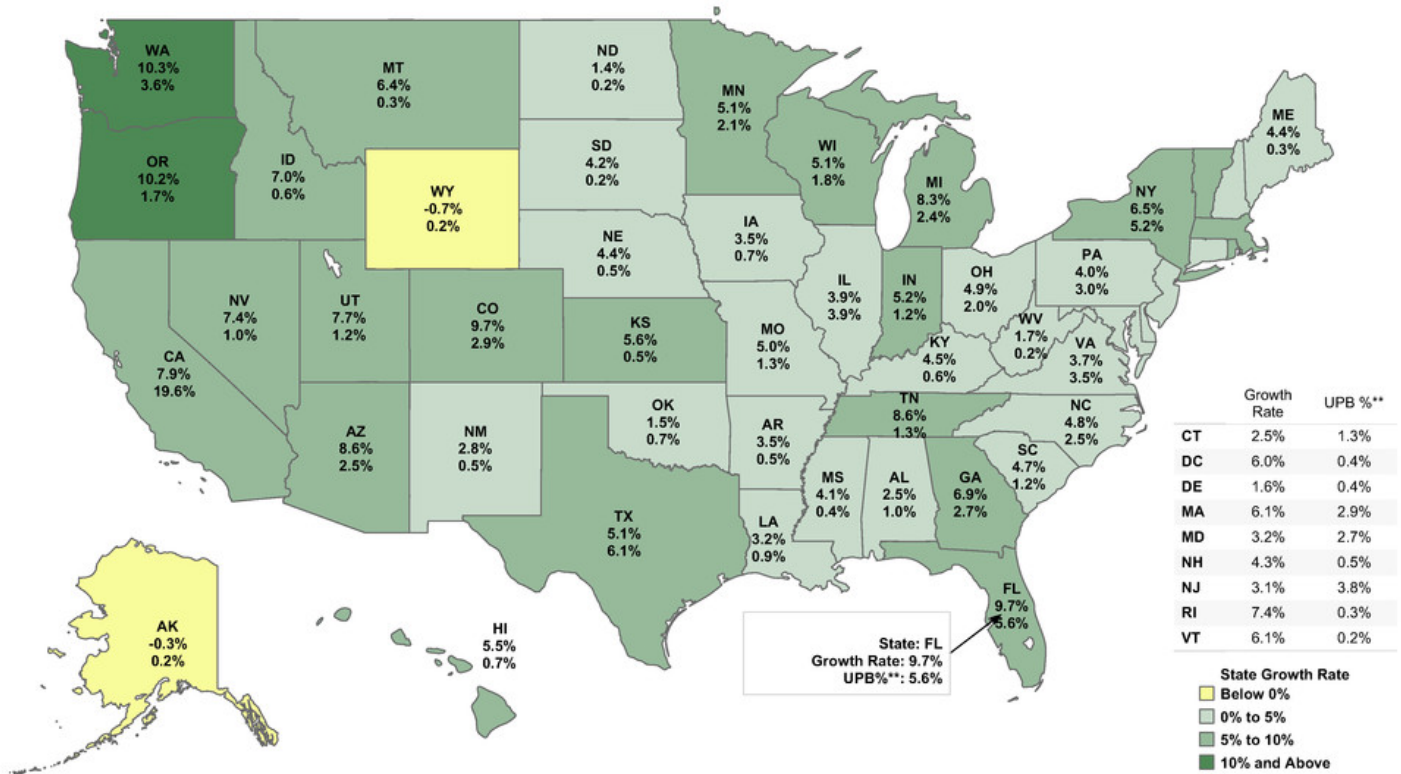 WA
10.3%
3.6%
MT
6.4%
0.3%
ND
1.4%
0.2%
MN
5.1%
2.1%
ME
4.4%
0.3%
OR
10.2%
1.7%
ID
7.0%
0.6%
SD
4.2%
0.2%
WI
5.1%
1.8%
MI
8.3%
2.4%
NY
6.5%
5.2%
WY
-0.7%
0.2%
IA
3.5%
0.7%
NE
4.4%
0.5%
PA
4.0%
3.0%
NV
7.4%
1.0%
UT
7.7%
1.2%
CO
9.7%
2.9%
IL
3.9%
3.9%
IN
5.2%
1.2%
OH
4.9%
2.0%
WV
1.7%
0.2%
KS
5.6%
0.5%
MO
5.0%
1.3%
KY
4.5%
0.6%
VA
3.7%
3.5%
CA
7.9%
19.6%
AZ
8.6%
2.5%
NM
2.8%
0.5%
OK
1.5%
0.7%
AR
3.5%
0.5%
TN
8.6%
1.3%
NC
4.8%
2.5%
SC
4.7%
1.2%
MS
4.1%
0.4%
AL
2.5%
1.0%
GA
6.9%
2.7%
TX
5.1%
6.1%
LA
3.2%
0.9%
FL
9.7%
5.6%
AK
-0.3%
0.2%
HI
5.5%
0.7%
State: FL
Growth Rate: 9.7%
UPB%**: 5.6%
Growth Rate UPB %**
CT 2.5% 1.3%
DC 6.0% 0.4%
DE 1.6% 0.4%
MA 6.1% 2.9%
MD 3.2% 2.7%
NH 4.3% 0.5%
NJ 3.1% 3.8%
RI 7.4% 0.3%
VT 6.1% 0.2%
State Growth Rate
Below 0%
0% to 5%
5% to 10%
10% and Above